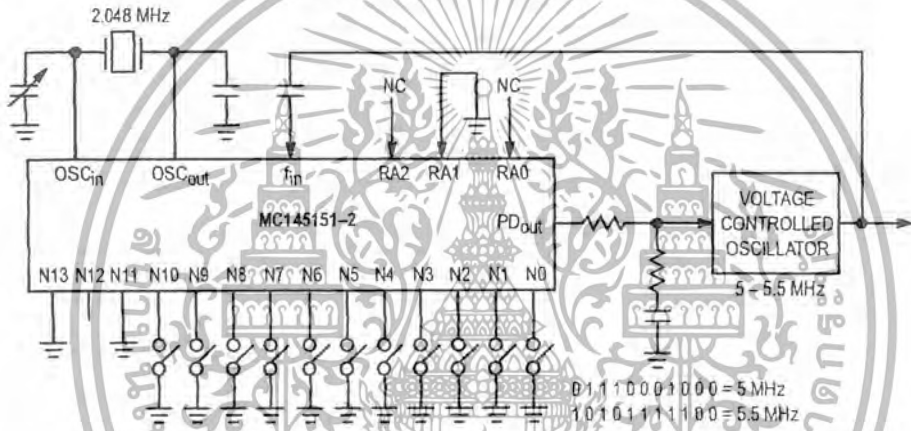 2.048 MHz
NC NC
OSCin OSCout fin RA2 RA1 RA0
MC145151–2
PDout
VOLTAGE
CONTROLLED
OSCILLATOR
N13 N12 N11 N10 N9 N8 N7 N6 N5 N4 N3 N2 N1 N0
5 – 5.5 MHz
0 1 1 1 0 0 0 1 0 0 0 = 5 MHz
1 0 1 0 1 1 1 1 1 0 0 = 5.5 MHz